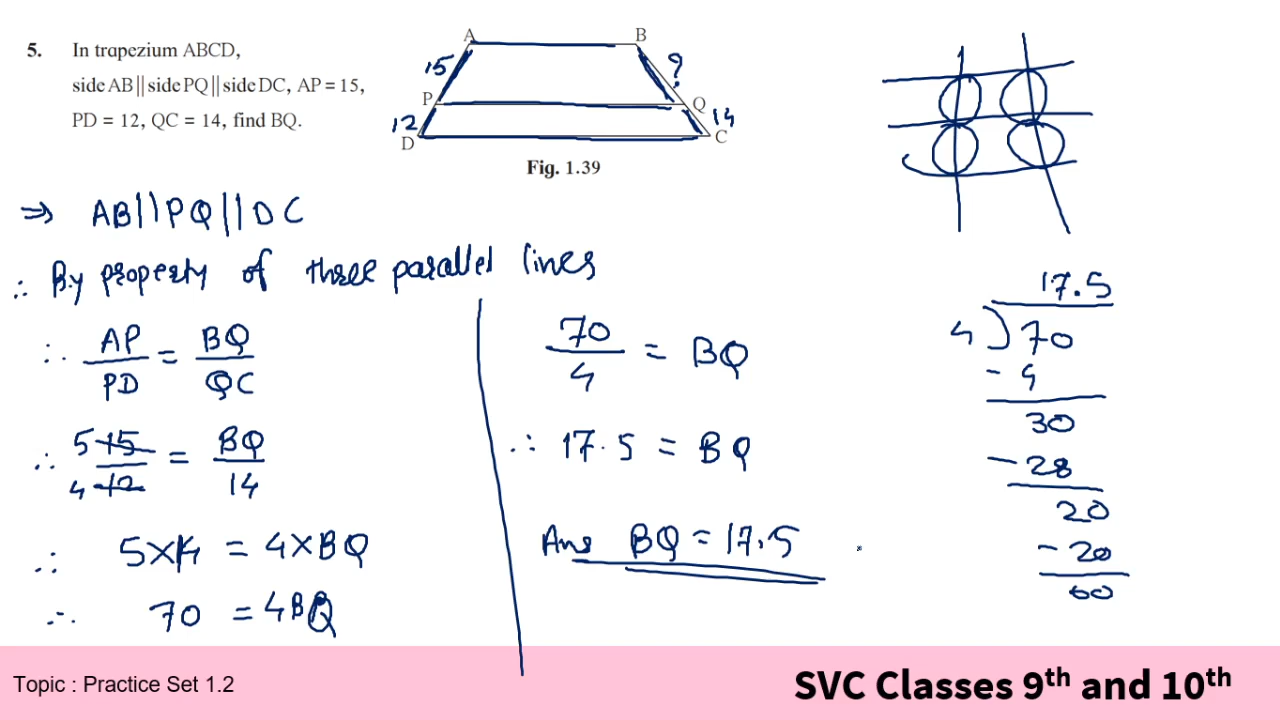 5. In trapezium ABCD,
side AB || side PQ || side DC, AP = 15,
PD = 12, QC = 14, find BQ.
A B
15 ?
P Q
12 14
D C
Fig. 1.39
⇒ AB || PQ || DC
∴ By property of three parallel lines
∴ AP/PD = BQ/QC
∴ 5 15/4 12 = BQ/14
∴ 5×14 = 4×BQ
∴ 70 = 4BQ
70/4 = BQ
∴ 17.5 = BQ
Ans BQ = 17.5
17.5
4 ) 70
- 4
30
- 28
20
- 20
00
Topic : Practice Set 1.2
SVC Classes 9th and 10th